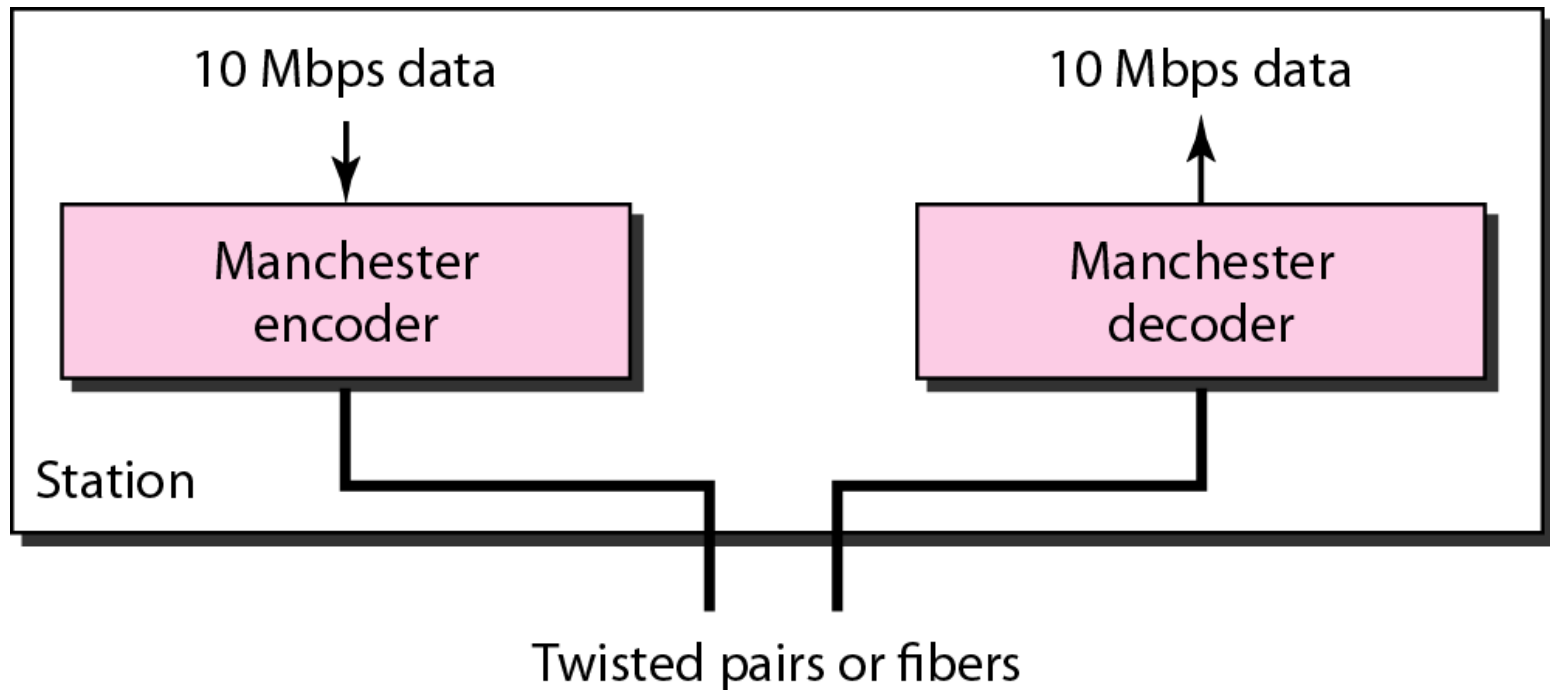 10 Mbps data
10 Mbps data
Manchester
encoder
Manchester
decoder
Station
Twisted pairs or fibers